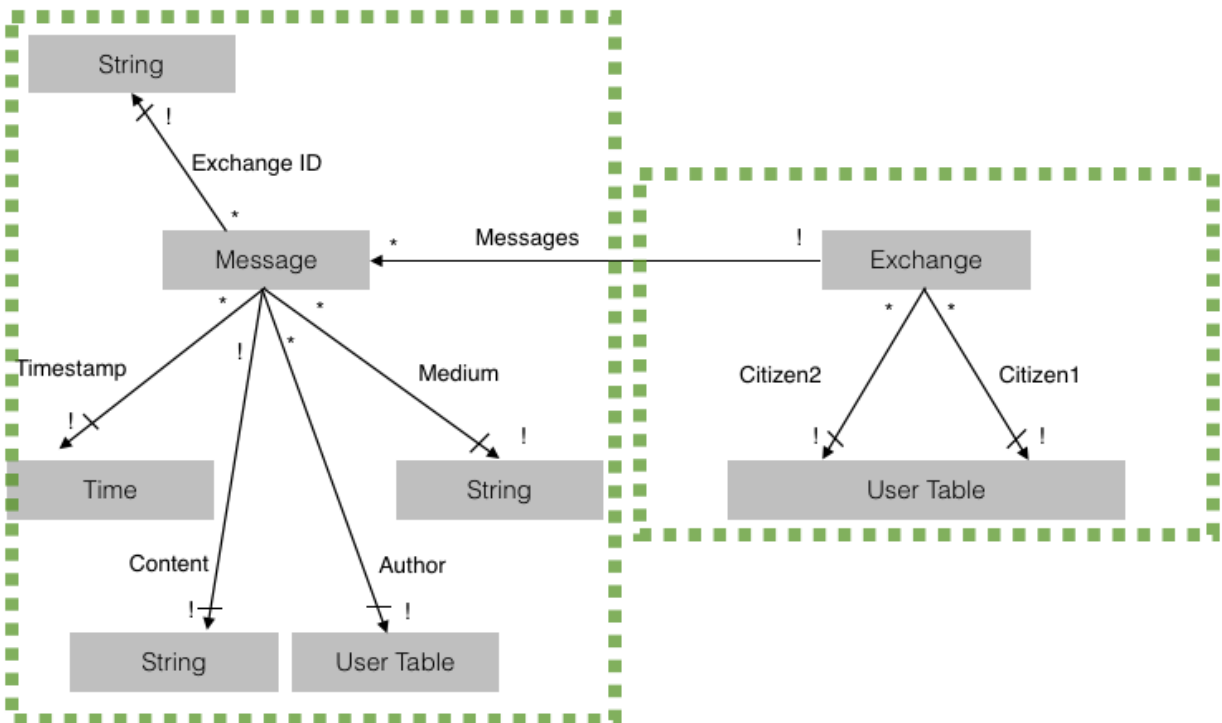 String
!
Exchange ID
*
Message
*
Messages
!
Exchange
*
*
!
*
*
*
*
Timestamp
Medium
Citizen2
Citizen1
!
!
!
!
Time
String
User Table
Content
Author
!
!
String
User Table